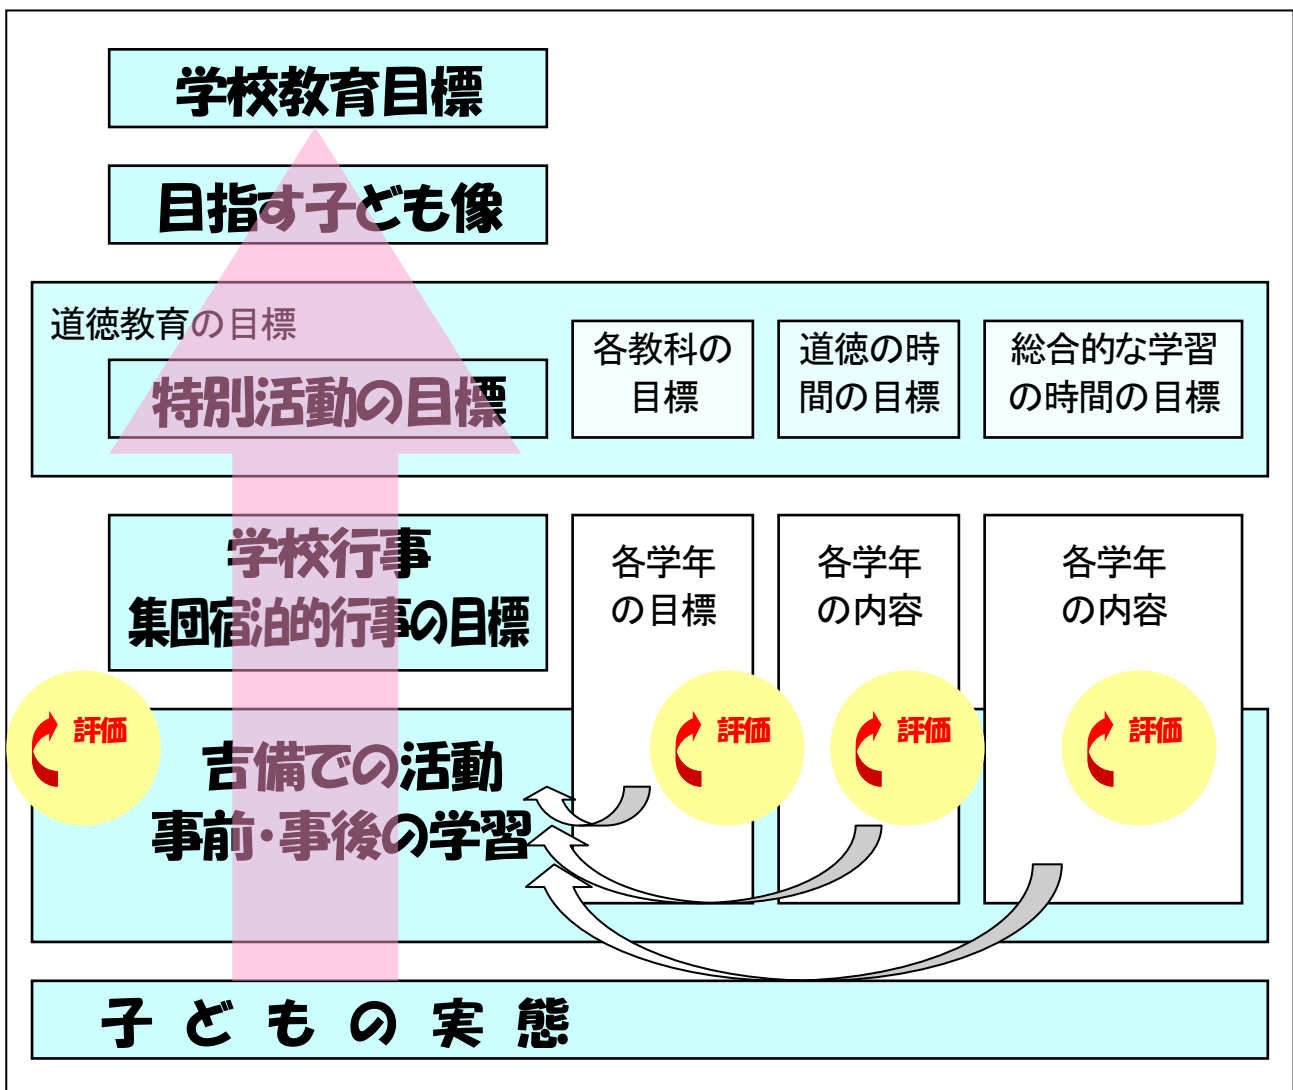 学校教育目標
目指す子ども像
道徳教育の目標
特別活動の目標
各教科の
目標
道徳の時
間の目標
総合的な学習
の時間の目標
学校行事
集団宿泊的行事の目標
各学年
の目標
各学年
の内容
各学年
の内容
評価
評価
評価
評価
吉備での活動
事前・事後の学習
子どもの実態